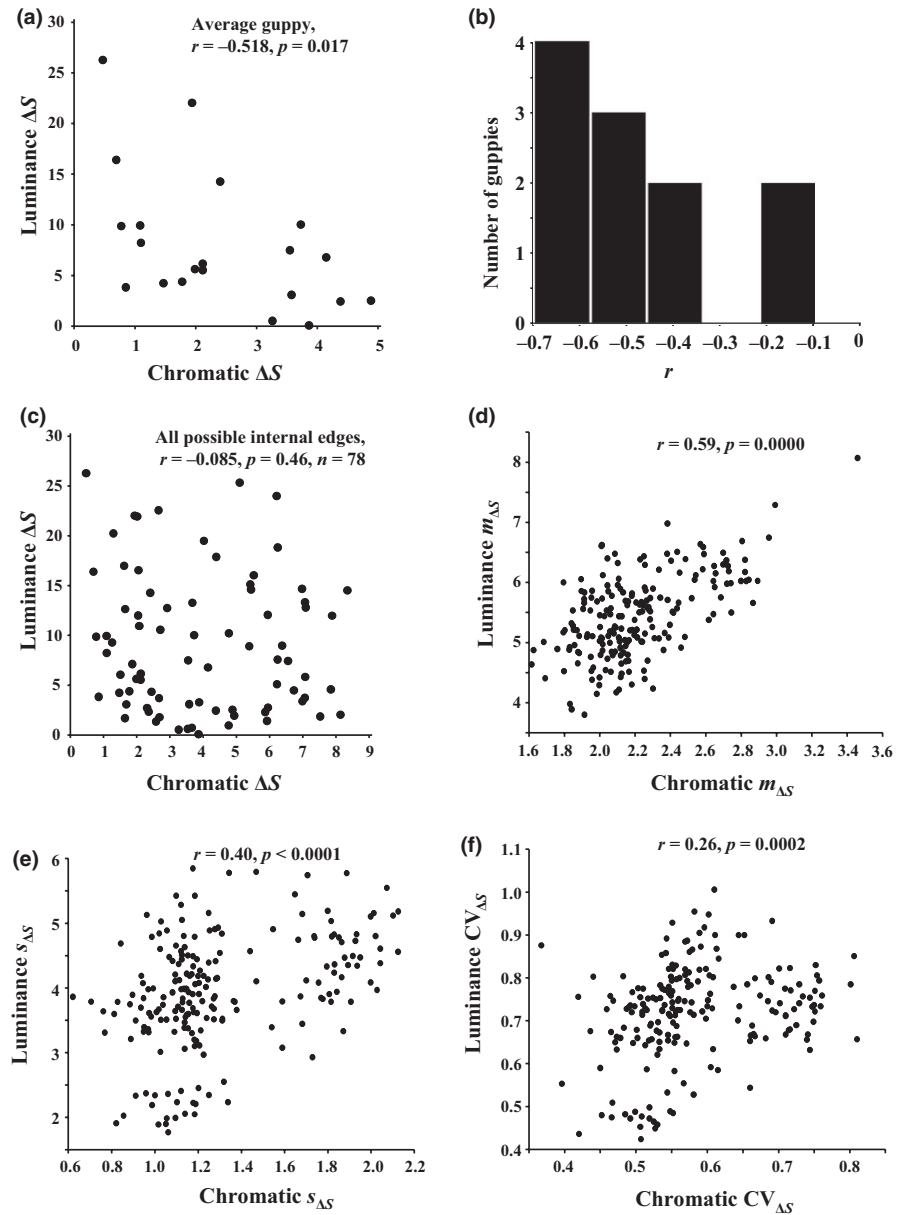 (a)
Average guppy,
r = –0.518, p = 0.017
30
25
20
15
10
5
0
Luminance ΔS
0 1 2 3 4 5
Chromatic ΔS
(b)
4
3
2
1
0
Number of guppies
–0.7 –0.6 –0.5 –0.4 –0.3 –0.2 –0.1 0
r
(c)
All possible internal edges,
r = –0.085, p = 0.46, n = 78
30
25
20
15
10
5
0
Luminance ΔS
0 1 2 3 4 5 6 7 8 9
Chromatic ΔS
(d)
r = 0.59, p = 0.0000
8
7
6
5
4
Luminance mΔS
1.6 1.8 2.0 2.2 2.4 2.6 2.8 3.0 3.2 3.4 3.6
Chromatic mΔS
(e)
r = 0.40, p < 0.0001
6
5
4
3
2
Luminance sΔS
0.6 0.8 1.0 1.2 1.4 1.6 1.8 2.0 2.2
Chromatic sΔS
(f)
r = 0.26, p = 0.0002
1.1
1.0
0.9
0.8
0.7
0.6
0.5
0.4
Luminance CVΔS
0.4 0.5 0.6 0.7 0.8
Chromatic CVΔS